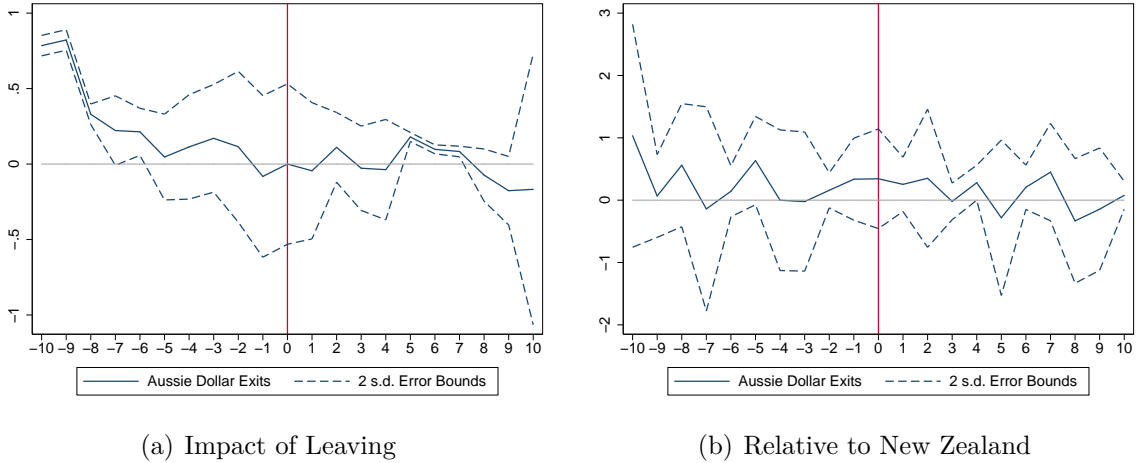 1
.5
0
-.5
-1
-10 -9 -8 -7 -6 -5 -4 -3 -2 -1 0 1 2 3 4 5 6 7 8 9 10
Aussie Dollar Exits 2 s.d. Error Bounds
(a) Impact of Leaving
3
2
1
0
-1
-2
-10 -9 -8 -7 -6 -5 -4 -3 -2 -1 0 1 2 3 4 5 6 7 8 9 10
Aussie Dollar Exits 2 s.d. Error Bounds
(b) Relative to New Zealand